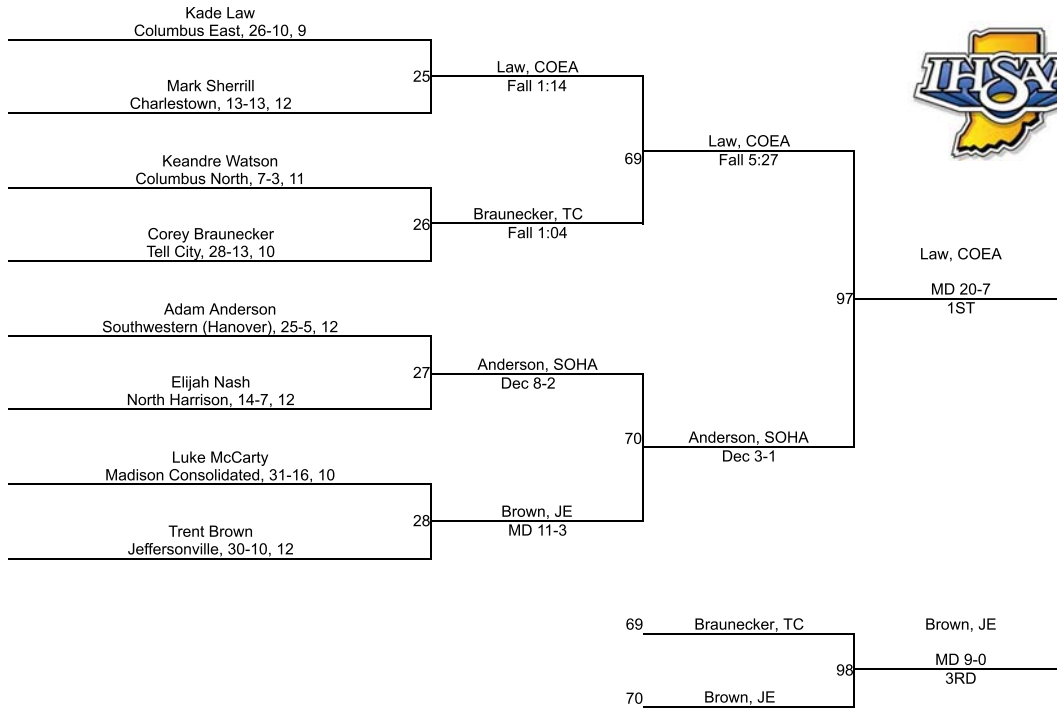 Kade Law
Columbus East, 26-10, 9
25
Law, COEA
Fall 1:14
Mark Sherrill
Charlestown, 13-13, 12
IHSAA
69
Law, COEA
Fall 5:27
Keandre Watson
Columbus North, 7-3, 11
26
Braunecker, TC
Fall 1:04
Corey Braunecker
Tell City, 28-13, 10
97
Law, COEA
MD 20-7
1ST
Adam Anderson
Southwestern (Hanover), 25-5, 12
27
Anderson, SOHA
Dec 8-2
Elijah Nash
North Harrison, 14-7, 12
70
Anderson, SOHA
Dec 3-1
Luke McCarty
Madison Consolidated, 31-16, 10
28
Brown, JE
MD 11-3
Trent Brown
Jeffersonville, 30-10, 12
69
Braunecker, TC
98
Brown, JE
MD 9-0
3RD
70
Brown, JE